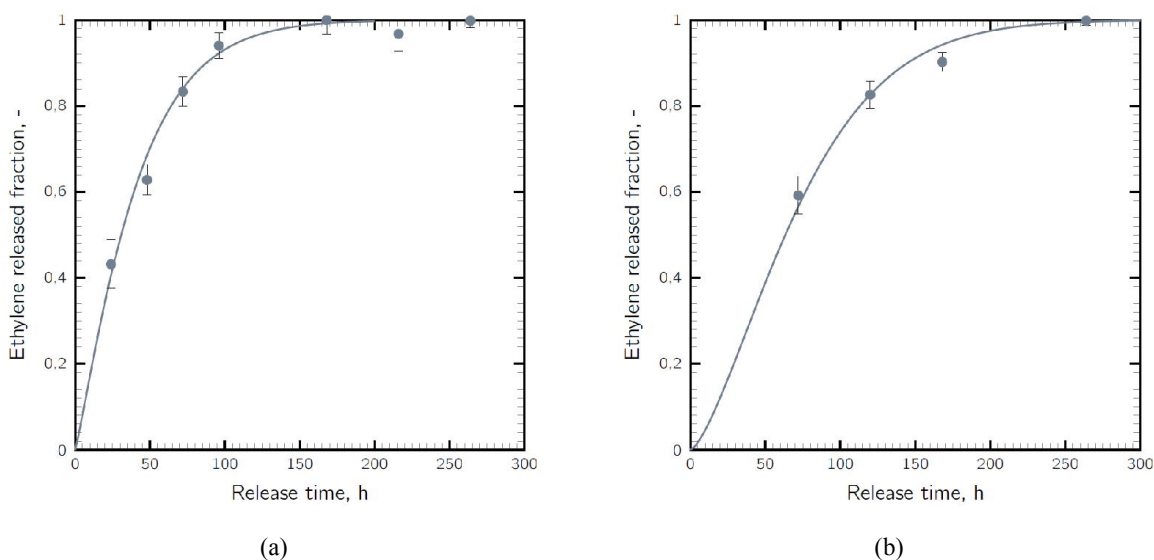 1
0,8
0,6
0,4
0,2
0
0 50 100 150 200 250 300
Ethylene released fraction, -
Release time, h
(a)
1
0,8
0,6
0,4
0,2
0
0 50 100 150 200 250 300
Ethylene released fraction, -
Release time, h
(b)